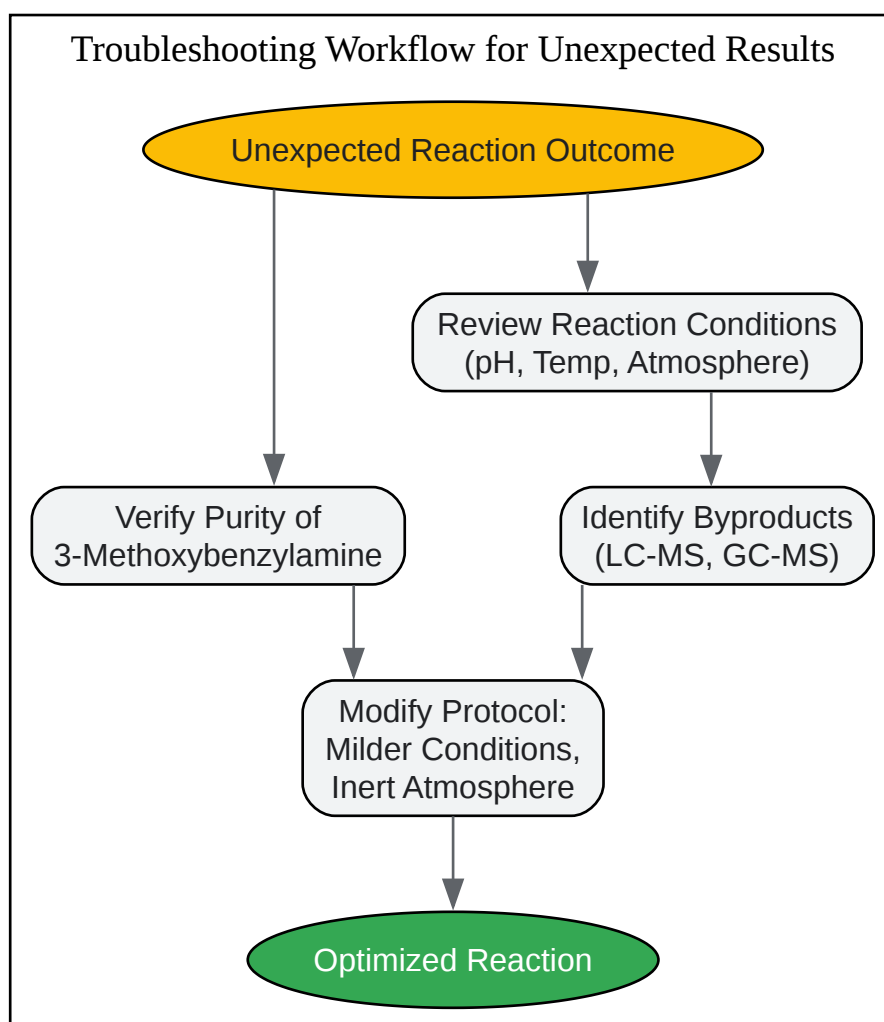 Troubleshooting Workflow for Unexpected Results
Unexpected Reaction Outcome
Review Reaction Conditions
(pH, Temp, Atmosphere)
Verify Purity of
3-Methoxybenzylamine
Identify Byproducts
(LC-MS, GC-MS)
Modify Protocol:
Milder Conditions,
Inert Atmosphere
Optimized Reaction